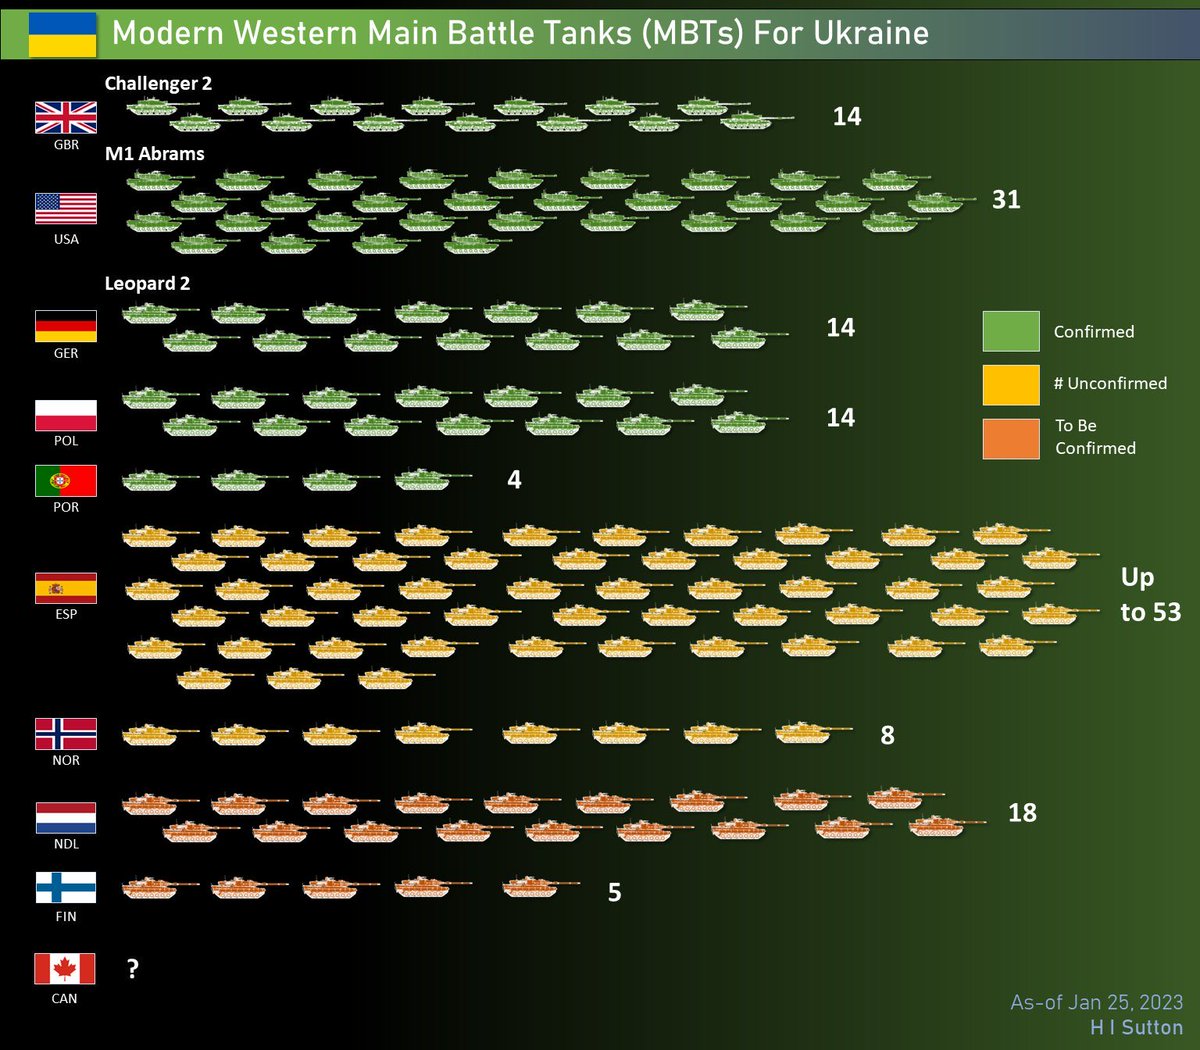 Modern Western Main Battle Tanks (MBTs) For Ukraine
Challenger 2
GBR
14
M1 Abrams
USA
31
Leopard 2
GER
14
POL
14
POR
4
ESP
Up
to 53
NOR
8
NDL
18
FIN
5
CAN
?
Confirmed
# Unconfirmed
To Be
Confirmed
As-of Jan 25, 2023
H I Sutton